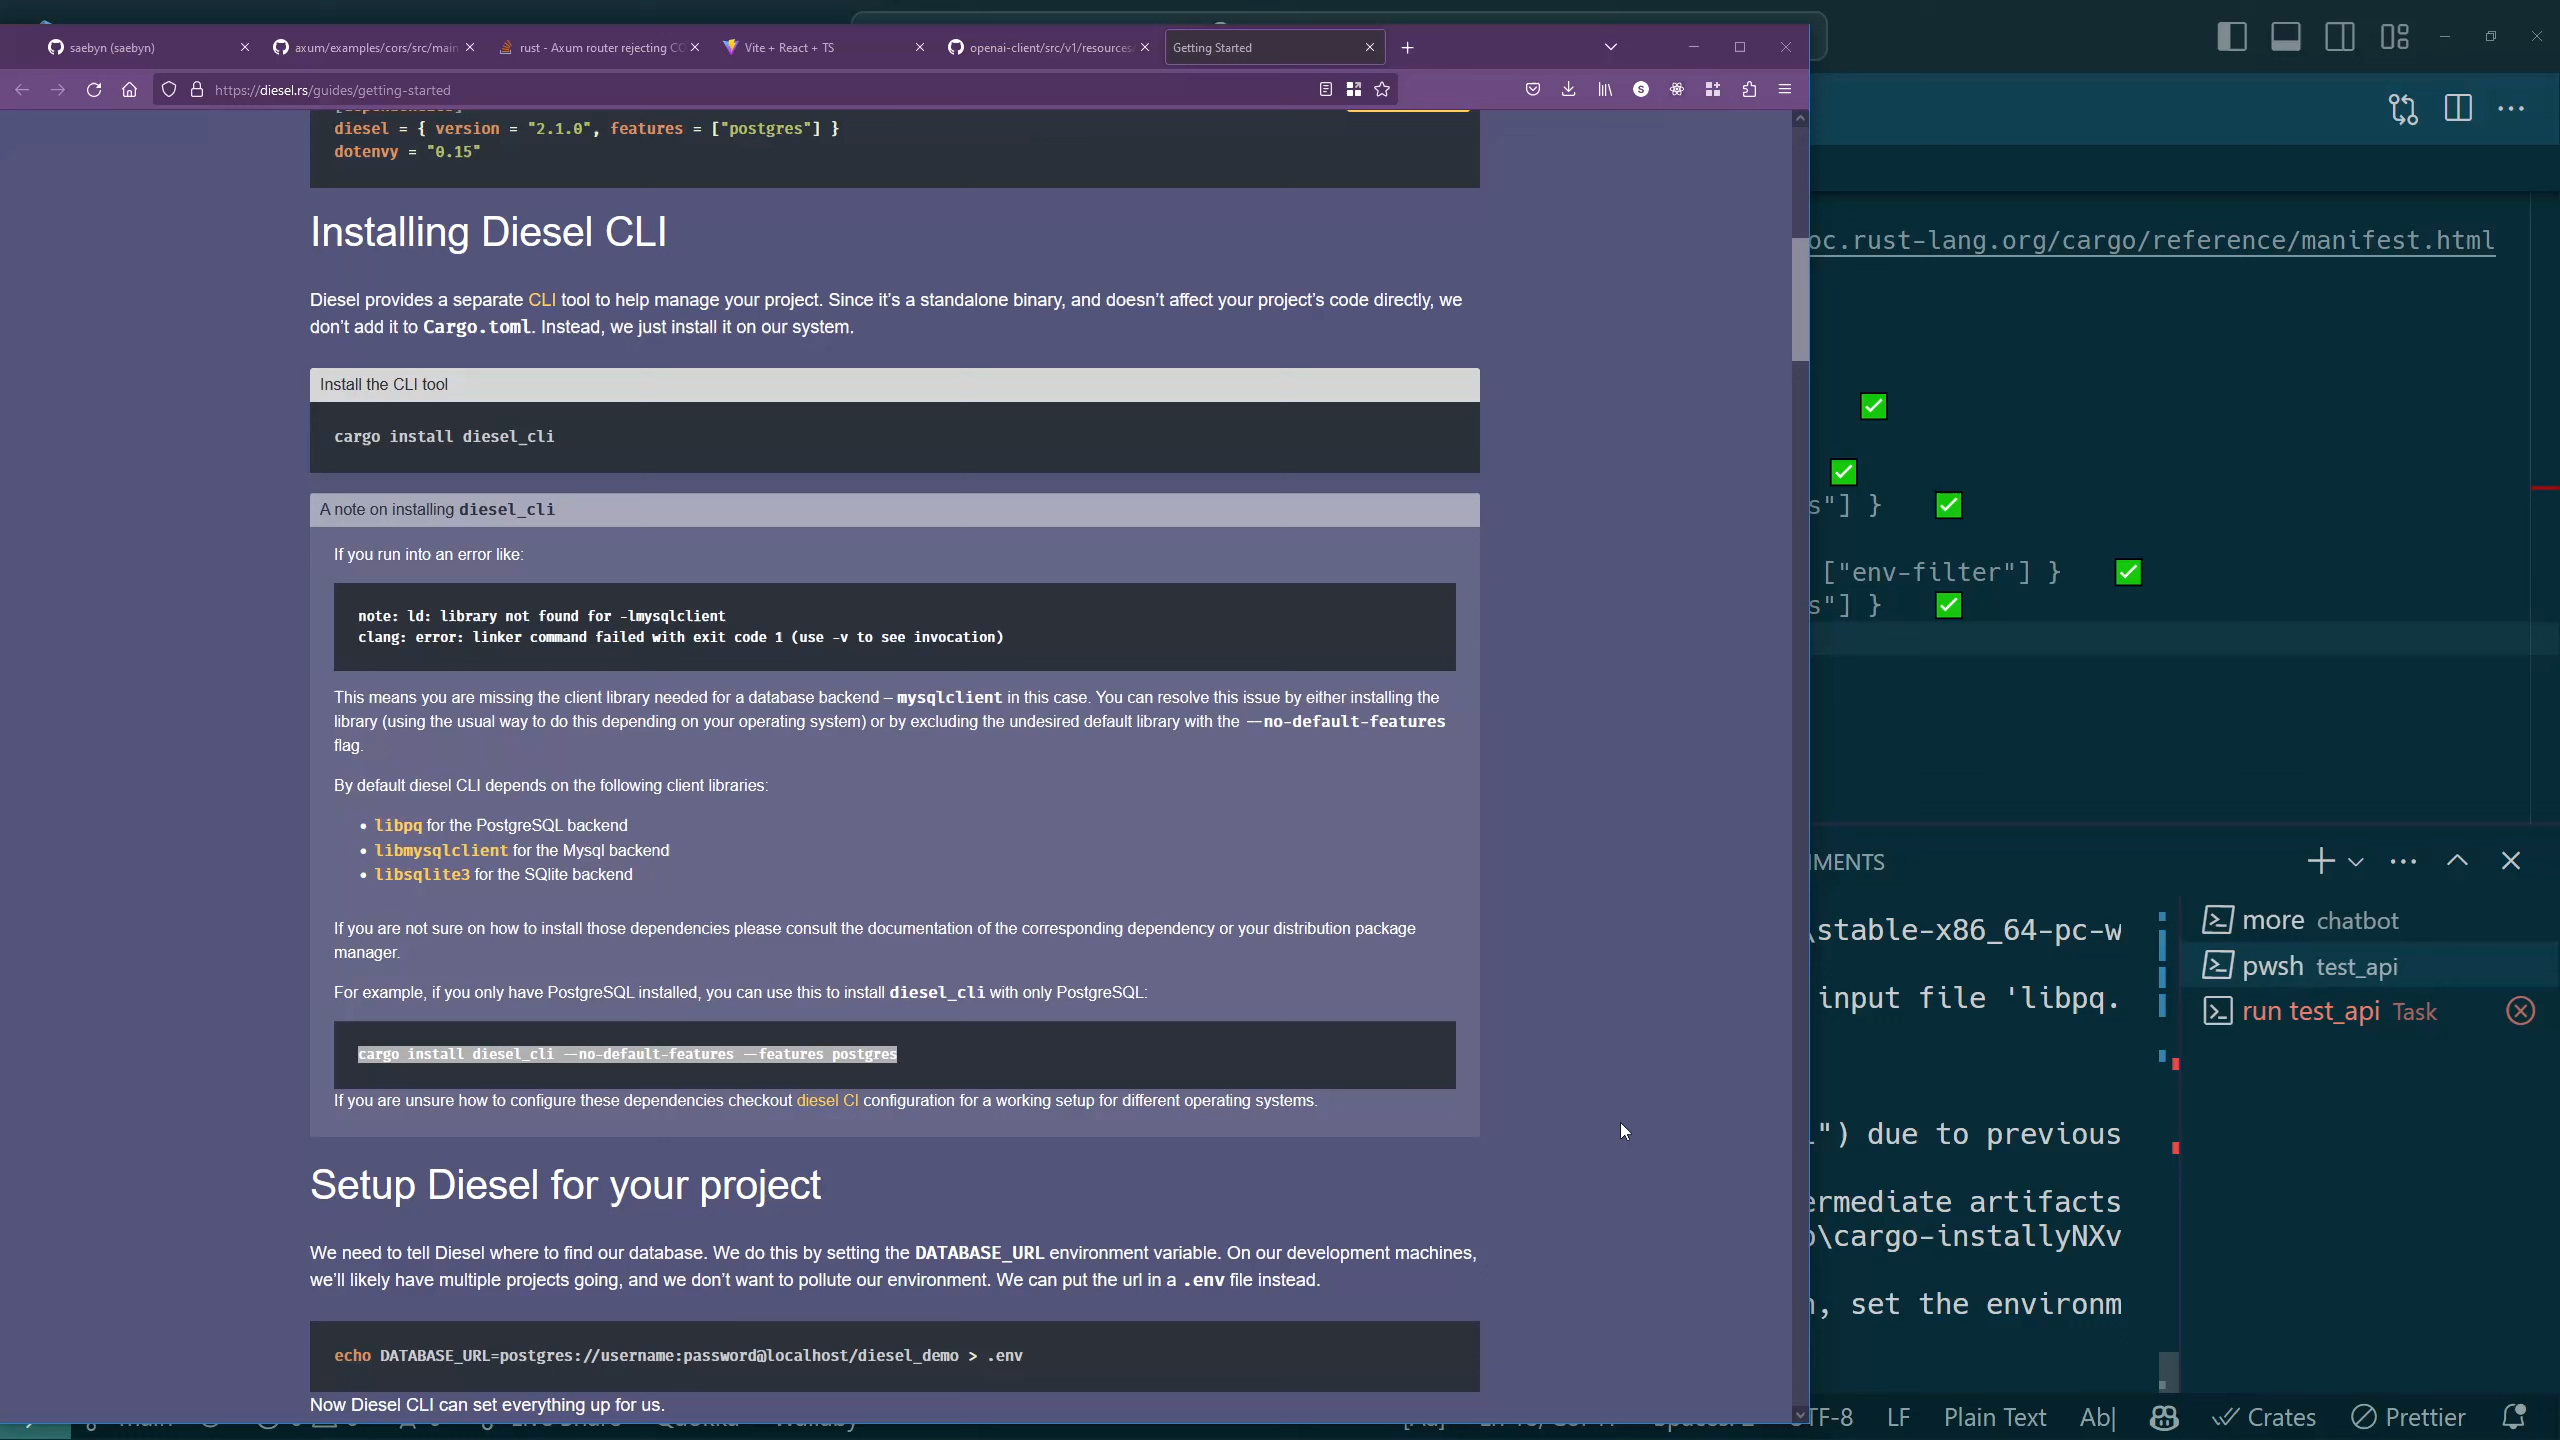 saebyn (saebyn)
axum/examples/cors/src/main
rust - Axum router rejecting CO
Vite + React + TS
openai-client/src/v1/resources
Getting Started
https://diesel.rs/guides/getting-started
diesel = { version = "2.1.0", features = ["postgres"] }
dotenvy = "0.15"
Installing Diesel CLI
Diesel provides a separate CLI tool to help manage your project. Since it's a standalone binary, and doesn't affect your project's code directly, we
don't add it to Cargo.toml. Instead, we just install it on our system.
Install the CLI tool
cargo install diesel_cli
A note on installing diesel_cli
If you run into an error like:
note: ld: library not found for -lmysqlclient
clang: error: linker command failed with exit code 1 (use -v to see invocation)
This means you are missing the client library needed for a database backend – mysqlclient in this case. You can resolve this issue by either installing the
library (using the usual way to do this depending on your operating system) or by excluding the undesired default library with the --no-default-features
flag.
By default diesel CLI depends on the following client libraries:
• libpq for the PostgreSQL backend
• libmysqlclient for the Mysql backend
• libsqlite3 for the SQlite backend
If you are not sure on how to install those dependencies please consult the documentation of the corresponding dependency or your distribution package
manager.
For example, if you only have PostgreSQL installed, you can use this to install diesel_cli with only PostgreSQL:
cargo install diesel_cli --no-default-features --features postgres
If you are unsure how to configure these dependencies checkout diesel CI configuration for a working setup for different operating systems.
Setup Diesel for your project
We need to tell Diesel where to find our database. We do this by setting the DATABASE_URL environment variable. On our development machines,
we'll likely have multiple projects going, and we don't want to pollute our environment. We can put the url in a .env file instead.
echo DATABASE_URL=postgres://username:password@localhost/diesel_demo > .env
Now Diesel CLI can set everything up for us.
oc.rust-lang.org/cargo/reference/manifest.html
s"] }
["env-filter"] }
s"] }
MENTS
\stable-x86_64-pc-w
input file 'libpq.
") due to previous
ermediate artifacts
\cargo-installyNXv
, set the environm
more chatbot
pwsh test_api
run test_api Task
TF-8
LF
Plain Text
Ab|
Crates
Prettier